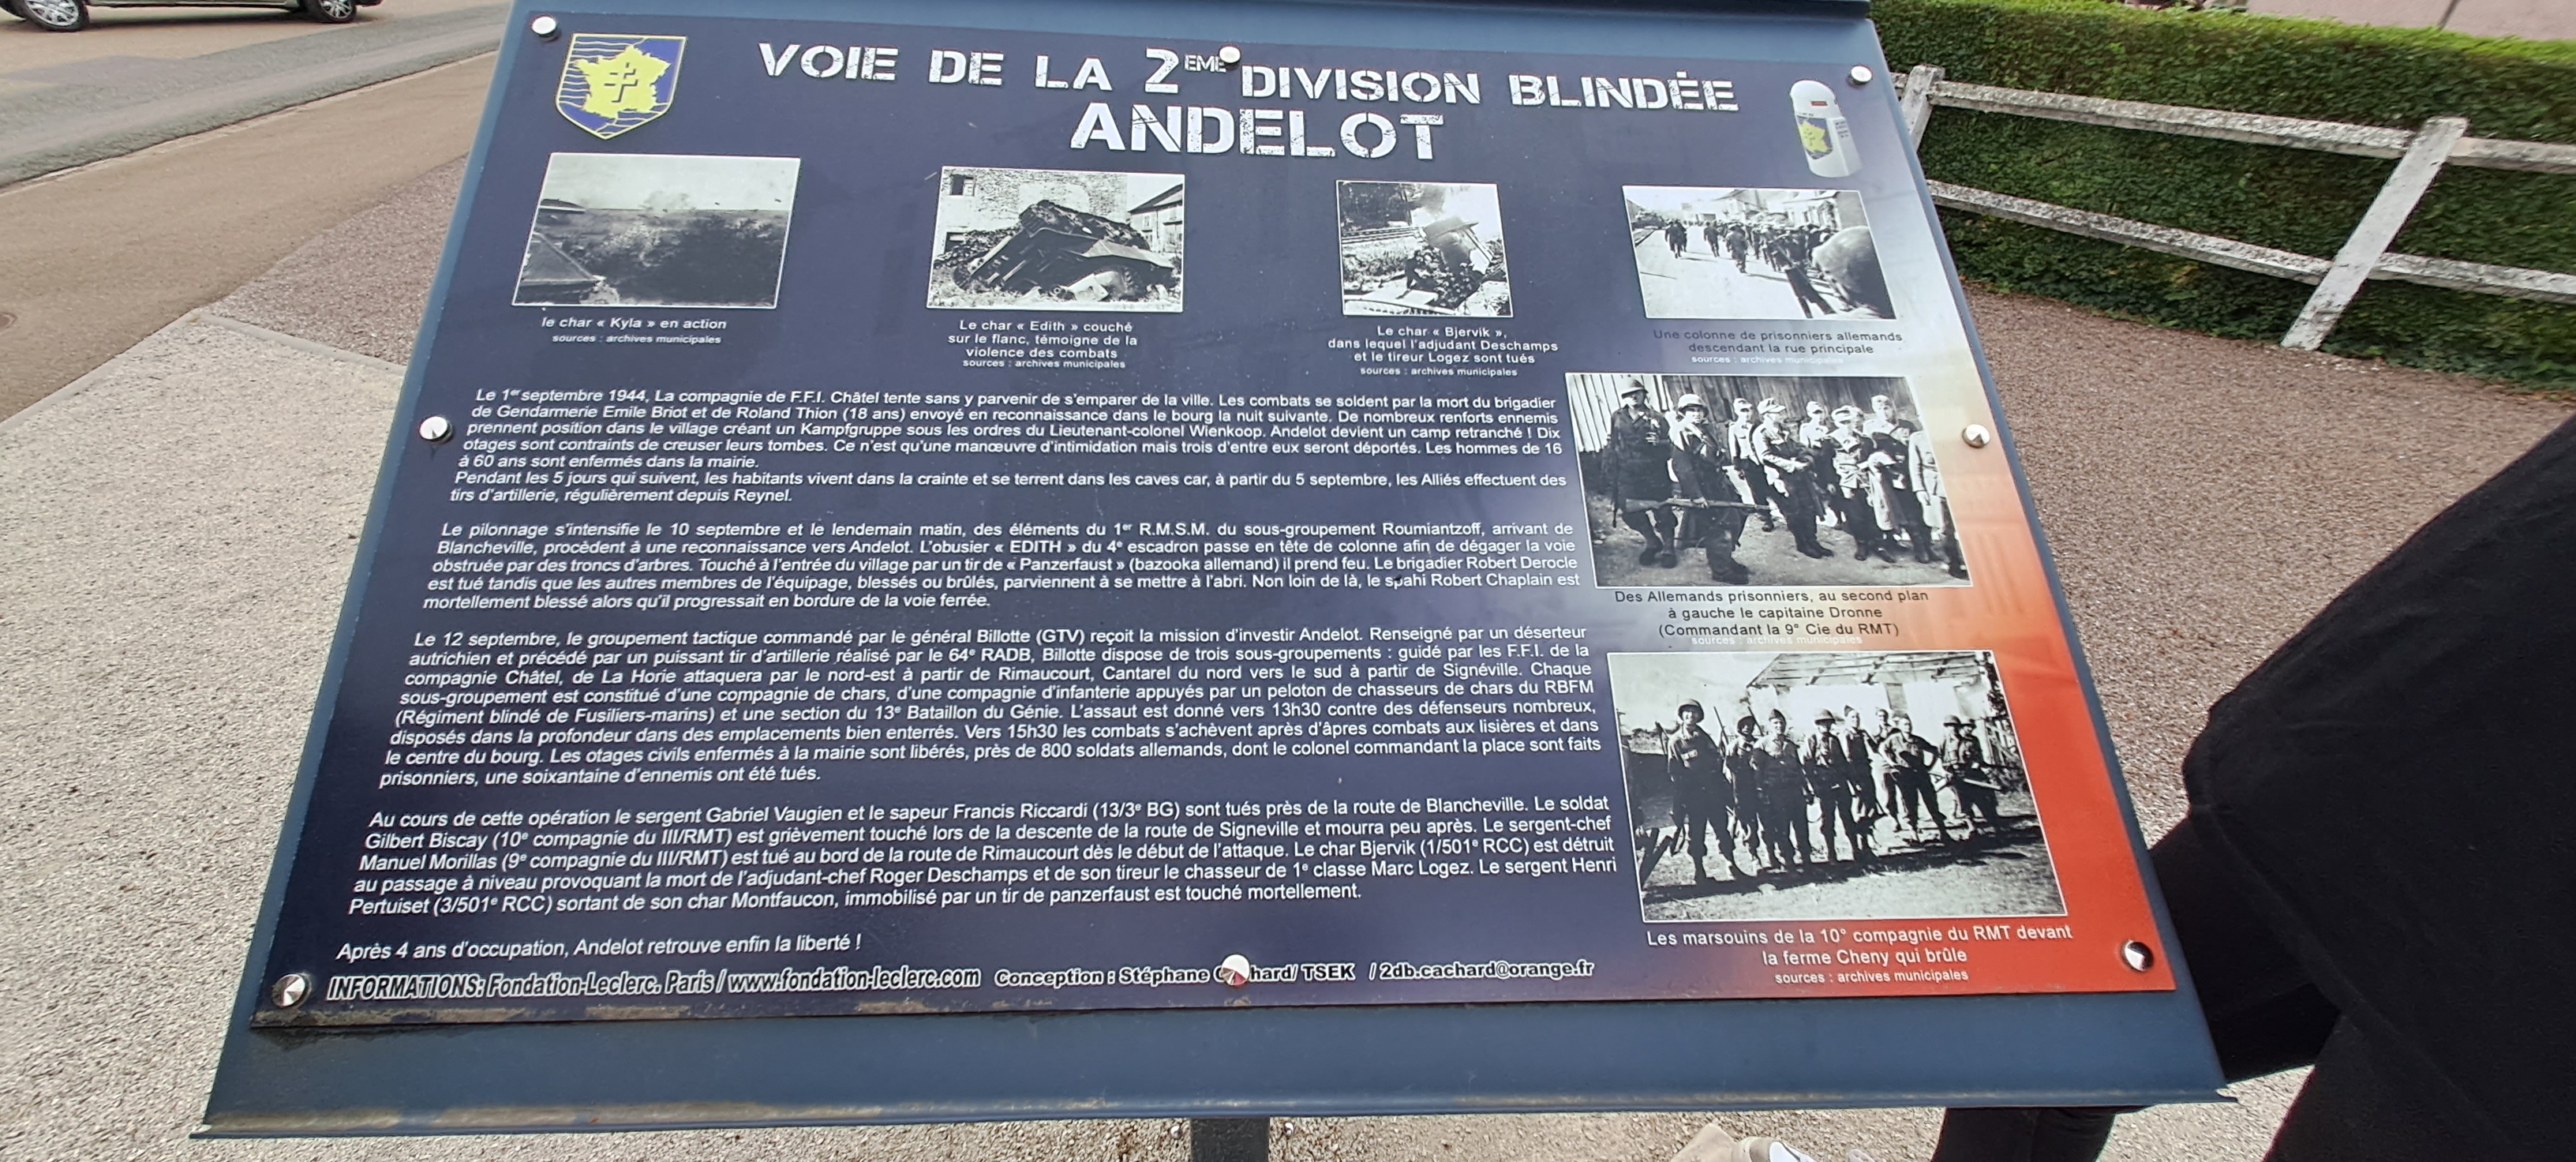 VOIE DE LA 2EME DIVISION BLINDÉE
ANDELOT
le char « Kyla » en action
sources : archives municipales
Le char « Edith » couché
sur le flanc, témoigne de la
violence des combats
sources : archives municipales
Le char « Bjervik »,
dans lequel l'adjudant Deschamps
et le tireur Logez sont tués
sources : archives municipales
Une colonne de prisonniers allemands
descendant la rue principale
sources : archives municipales
Le 1er septembre 1944, La compagnie de F.F.I. Châtel tente sans y parvenir de s'emparer de la ville. Les combats se soldent par la mort du brigadier
de Gendarmerie Emile Briot et de Roland Thion (18 ans) envoyé en reconnaissance dans le bourg la nuit suivante. De nombreux renforts ennemis
prennent position dans le village créant un Kampfgruppe sous les ordres du Lieutenant-colonel Wienkoop. Andelot devient un camp retranché ! Dix
otages sont contraints de creuser leurs tombes. Ce n'est qu'une manœuvre d'intimidation mais trois d'entre eux seront déportés. Les hommes de 16
à 60 ans sont enfermés dans la mairie.
Pendant les 5 jours qui suivent, les habitants vivent dans la crainte et se terrent dans les caves car, à partir du 5 septembre, les Alliés effectuent des
tirs d'artillerie, régulièrement depuis Reynel.
Le pilonnage s'intensifie le 10 septembre et le lendemain matin, des éléments du 1er R.M.S.M. du sous-groupement Roumiantzoff, arrivant de
Blancheville, procèdent à une reconnaissance vers Andelot. L'obusier « EDITH » du 4e escadron passe en tête de colonne afin de dégager la voie
obstruée par des troncs d'arbres. Touché à l'entrée du village par un tir de « Panzerfaust » (bazooka allemand) il prend feu. Le brigadier Robert Derocle
est tué tandis que les autres membres de l'équipage, blessés ou brûlés, parviennent à se mettre à l'abri. Non loin de là, le spahi Robert Chaplain est
mortellement blessé alors qu'il progressait en bordure de la voie ferrée.
Le 12 septembre, le groupement tactique commandé par le général Billotte (GTV) reçoit la mission d'investir Andelot. Renseigné par un déserteur
autrichien et précédé par un puissant tir d'artillerie réalisé par le 64e RADB, Billotte dispose de trois sous-groupements : guidé par les F.F.I. de la
compagnie Châtel, de La Horie attaquera par le nord-est à partir de Rimaucourt, Cantarel du nord vers le sud à partir de Signéville. Chaque
sous-groupement est constitué d'une compagnie de chars, d'une compagnie d'infanterie appuyés par un peloton de chasseurs de chars du RBFM
(Régiment blindé de Fusiliers-marins) et une section du 13e Bataillon du Génie. L'assaut est donné vers 13h30 contre des défenseurs nombreux,
disposés dans la profondeur dans des emplacements bien enterrés. Vers 15h30 les combats s'achèvent après d'âpres combats aux lisières et dans
le centre du bourg. Les otages civils enfermés à la mairie sont libérés, près de 800 soldats allemands, dont le colonel commandant la place sont faits
prisonniers, une soixantaine d'ennemis ont été tués.
Au cours de cette opération le sergent Gabriel Vaugien et le sapeur Francis Riccardi (13/3e BG) sont tués près de la route de Blancheville. Le soldat
Gilbert Biscay (10e compagnie du III/RMT) est grièvement touché lors de la descente de la route de Signeville et mourra peu après. Le sergent-chef
Manuel Morillas (9e compagnie du III/RMT) est tué au bord de la route de Rimaucourt dès le début de l'attaque. Le char Bjervik (1/501e RCC) est détruit
au passage à niveau provoquant la mort de l'adjudant-chef Roger Deschamps et de son tireur le chasseur de 1e classe Marc Logez. Le sergent Henri
Pertuiset (3/501e RCC) sortant de son char Montfaucon, immobilisé par un tir de panzerfaust est touché mortellement.
Après 4 ans d'occupation, Andelot retrouve enfin la liberté !
Des Allemands prisonniers, au second plan
à gauche le capitaine Dronne
(Commandant la 9° Cie du RMT)
sources : archives municipales
Les marsouins de la 10° compagnie du RMT devant
la ferme Cheny qui brûle
sources : archives municipales
INFORMATIONS: Fondation-Leclerc. Paris / www.fondation-leclerc.com Conception : Stéphane hard/ TSEK / 2db.cachard@orange.fr